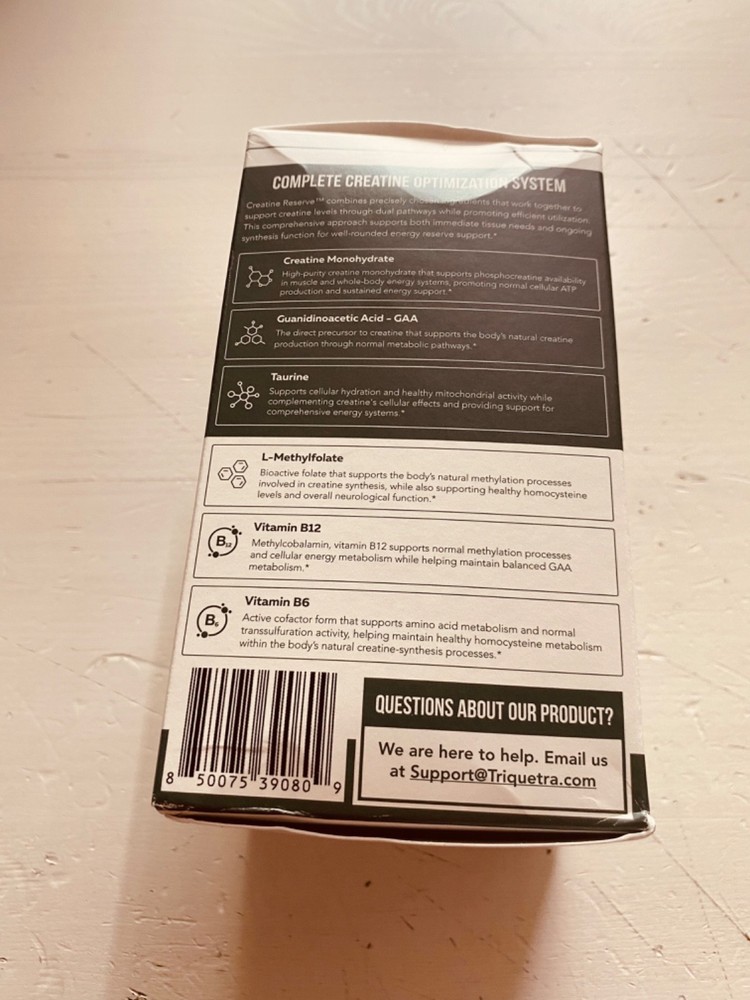 COMPLETE CREATINE OPTIMIZATION SYSTEM
Creatine Reserve™ combines precisely chosen ingredients that work together to
support creatine levels through dual pathways while promoting efficient utilization.
This comprehensive approach supports both immediate tissue needs and ongoing
synthesis function for well-rounded energy reserve support.*
Creatine Monohydrate
High-purity creatine monohydrate that supports phosphocreatine availability
in muscle and whole-body energy systems, promoting normal cellular ATP
production and sustained energy support.*
Guanidinoacetic Acid - GAA
The direct precursor to creatine that supports the body's natural creatine
production through normal metabolic pathways.*
Taurine
Supports cellular hydration and healthy mitochondrial activity while
complementing creatine's cellular effects and providing support for
comprehensive energy systems.*
L-Methylfolate
Bioactive folate that supports the body's natural methylation processes
involved in creatine synthesis, while also supporting healthy homocysteine
levels and overall neurological function.*
B12
Vitamin B12
Methylcobalamin, vitamin B12 supports normal methylation processes
and cellular energy metabolism while helping maintain balanced GAA
metabolism.*
B6
Vitamin B6
Active cofactor form that supports amino acid metabolism and normal
transsulfuration activity, helping maintain healthy homocysteine metabolism
within the body's natural creatine-synthesis processes.*
8 50075 39080 9
QUESTIONS ABOUT OUR PRODUCT?
We are here to help. Email us
at Support@Triquetra.com